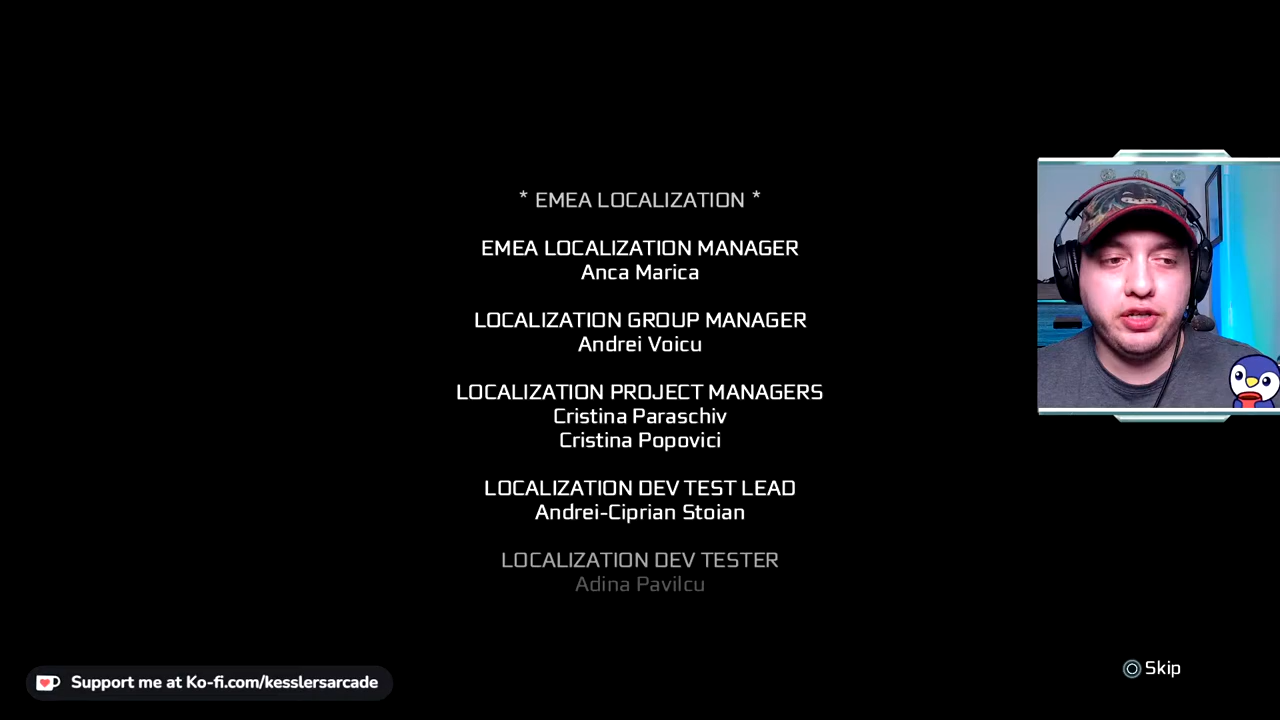 * EMEA LOCALIZATION *
EMEA LOCALIZATION MANAGER
Anca Marica
LOCALIZATION GROUP MANAGER
Andrei Voicu
LOCALIZATION PROJECT MANAGERS
Cristina Paraschiv
Cristina Popovici
LOCALIZATION DEV TEST LEAD
Andrei-Ciprian Stoian
LOCALIZATION DEV TESTER
Adina Pavilcu
Skip
Support me at Ko-fi.com/kesslersarcade